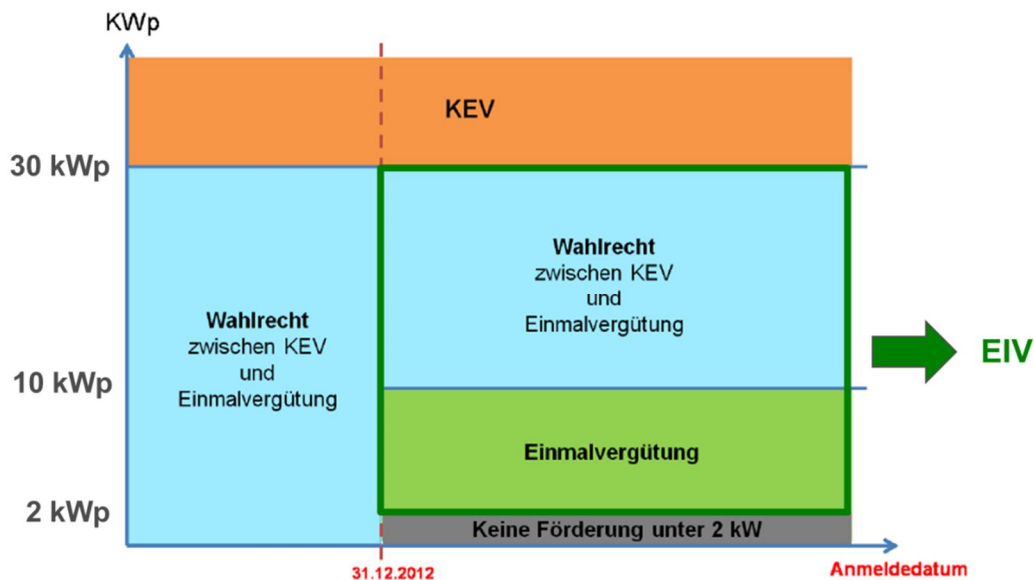 KWp
KEV
30 kWp
Wahlrecht
zwischen KEV
und
Einmalvergütung
Wahlrecht
zwischen KEV
und
Einmalvergütung
EIV
10 kWp
Einmalvergütung
2 kWp
Keine Förderung unter 2 kW
31.12.2012
Anmeldedatum